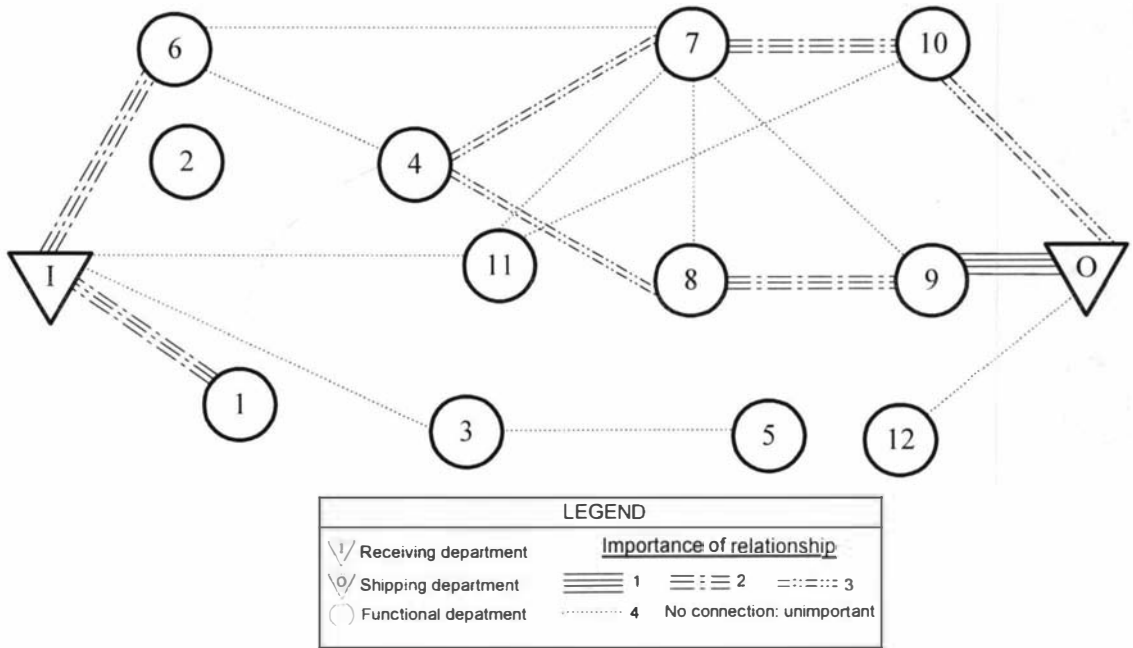 6
7
10
2
4
I
11
8
9
O
1
3
5
12
LEGEND
I Receiving department
Importance of relationship
O Shipping department
1
2
3
Functional depatment
4
No connection: unimportant